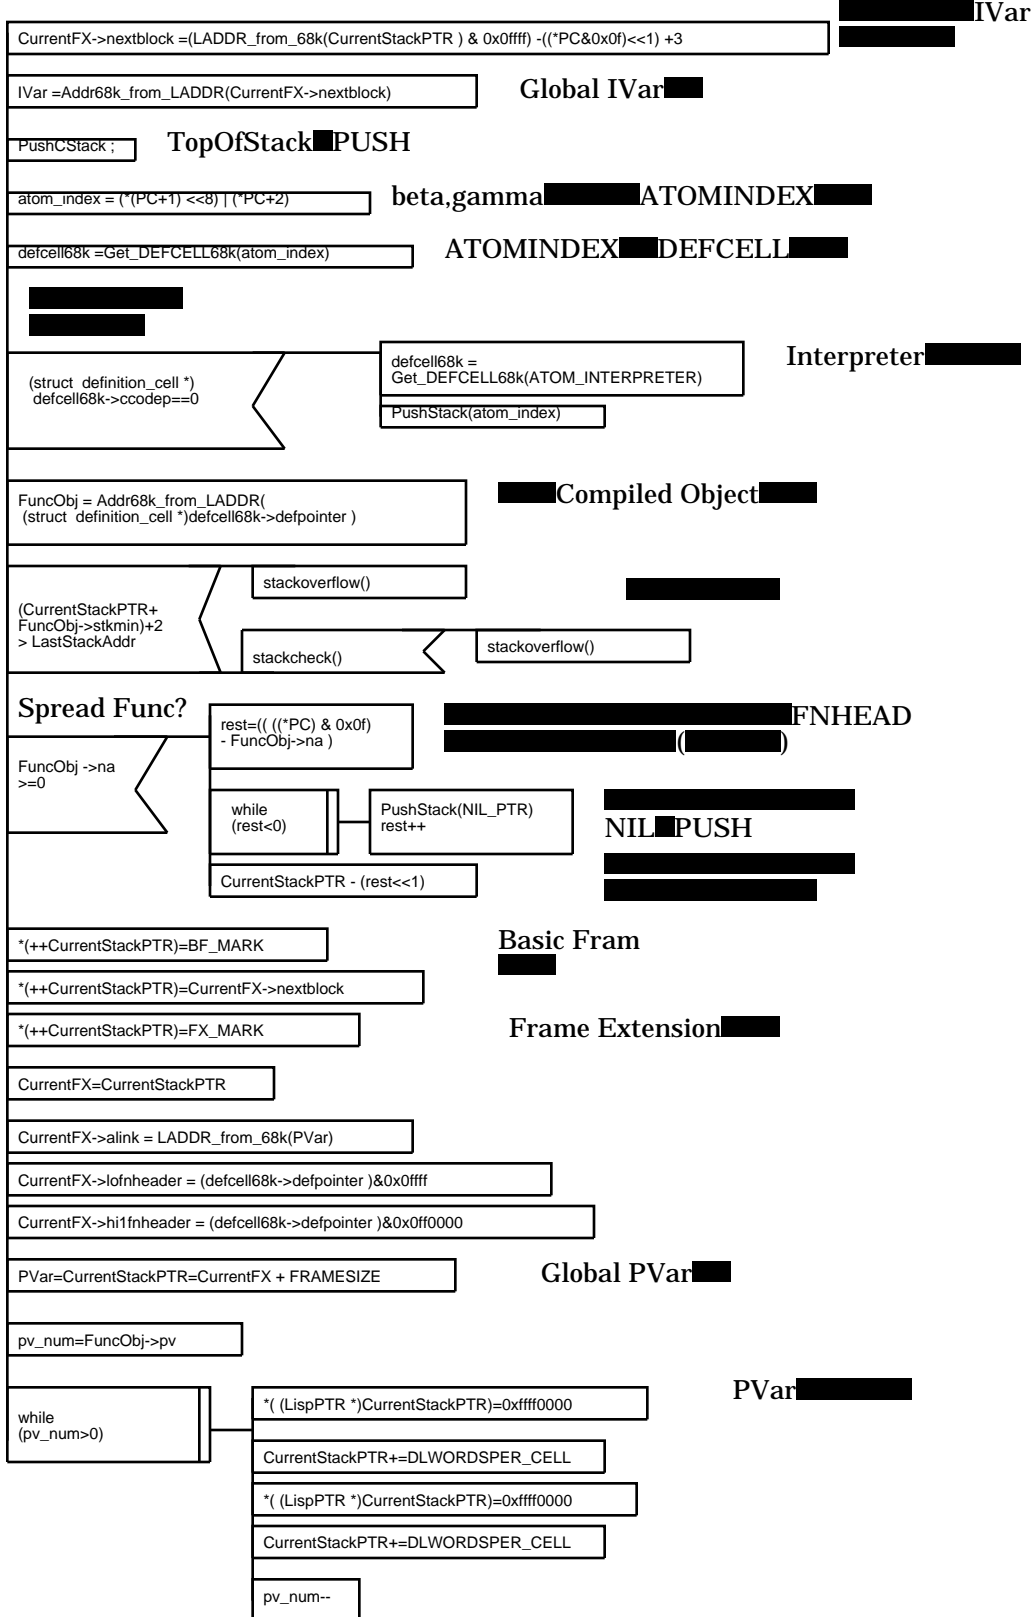 IVar
CurrentFX->nextblock =(LADDR_from_68k(CurrentStackPTR ) & 0x0ffff) -((*PC&0x0f)<<1) +3
IVar =Addr68k_from_LADDR(CurrentFX->nextblock)
Global IVar
PushCStack ;
TopOfStack PUSH
atom_index = (*(PC+1) <<8) | (*PC+2)
beta,gamma ATOMINDEX
defcell68k =Get_DEFCELL68k(atom_index)
ATOMINDEX DEFCELL
(struct definition_cell *)
defcell68k->ccodep==0
defcell68k =
Get_DEFCELL68k(ATOM_INTERPRETER)
Interpreter
PushStack(atom_index)
FuncObj = Addr68k_from_LADDR(
(struct definition_cell *)defcell68k->defpointer )
Compiled Object
(CurrentStackPTR+
FuncObj->stkmin)+2
> LastStackAddr
stackoverflow()
stackcheck()
stackoverflow()
Spread Func?
FuncObj ->na
>=0
rest=(( ((*PC) & 0x0f)
- FuncObj->na )
FNHEAD
( )
while
(rest<0)
PushStack(NIL_PTR)
rest++
NIL PUSH
CurrentStackPTR - (rest<<1)
*(++CurrentStackPTR)=BF_MARK
Basic Fram
*(++CurrentStackPTR)=CurrentFX->nextblock
*(++CurrentStackPTR)=FX_MARK
Frame Extension
CurrentFX=CurrentStackPTR
CurrentFX->alink = LADDR_from_68k(PVar)
CurrentFX->lofnheader = (defcell68k->defpointer )&0x0ffff
CurrentFX->hi1fnheader = (defcell68k->defpointer )&0x0ff0000
PVar=CurrentStackPTR=CurrentFX + FRAMESIZE
Global PVar
pv_num=FuncObj->pv
PVar
while
(pv_num>0)
*( (LispPTR *)CurrentStackPTR)=0xffff0000
CurrentStackPTR+=DLWORDSPER_CELL
*( (LispPTR *)CurrentStackPTR)=0xffff0000
CurrentStackPTR+=DLWORDSPER_CELL
pv_num--